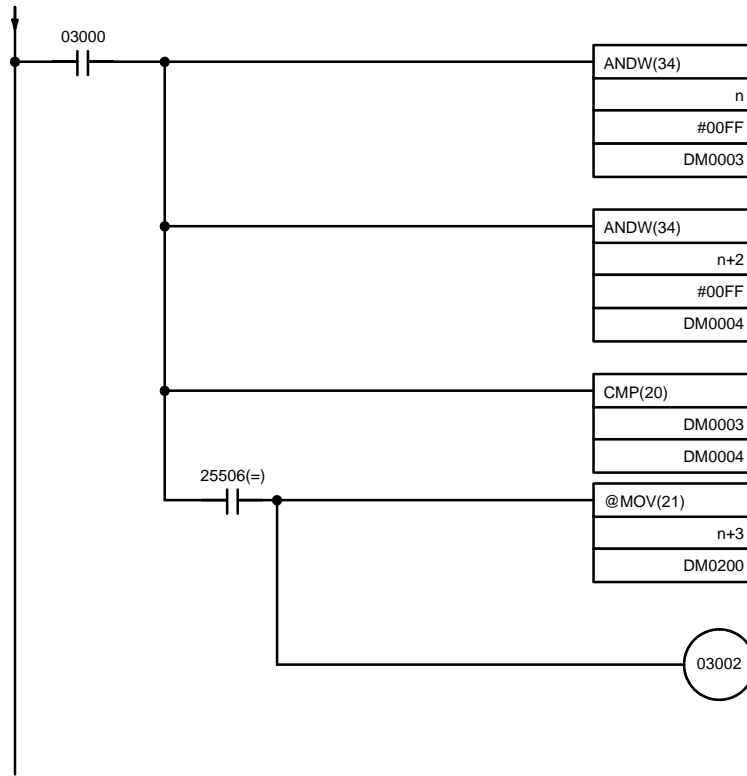 03000
ANDW(34)
n
#00FF
DM0003
ANDW(34)
n+2
#00FF
DM0004
CMP(20)
DM0003
DM0004
25506(=)
@MOV(21)
n+3
DM0200
03002